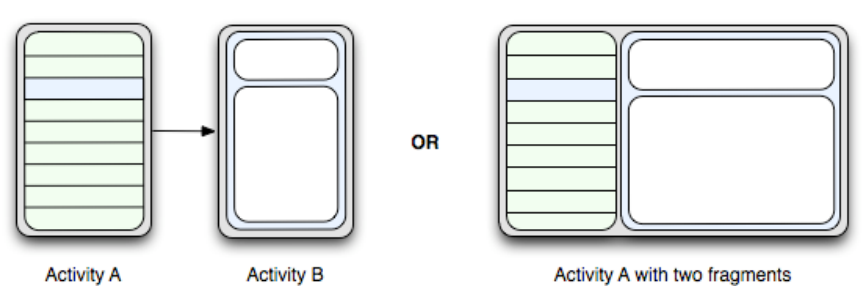 OR
Activity A
Activity B
Activity A with two fragments